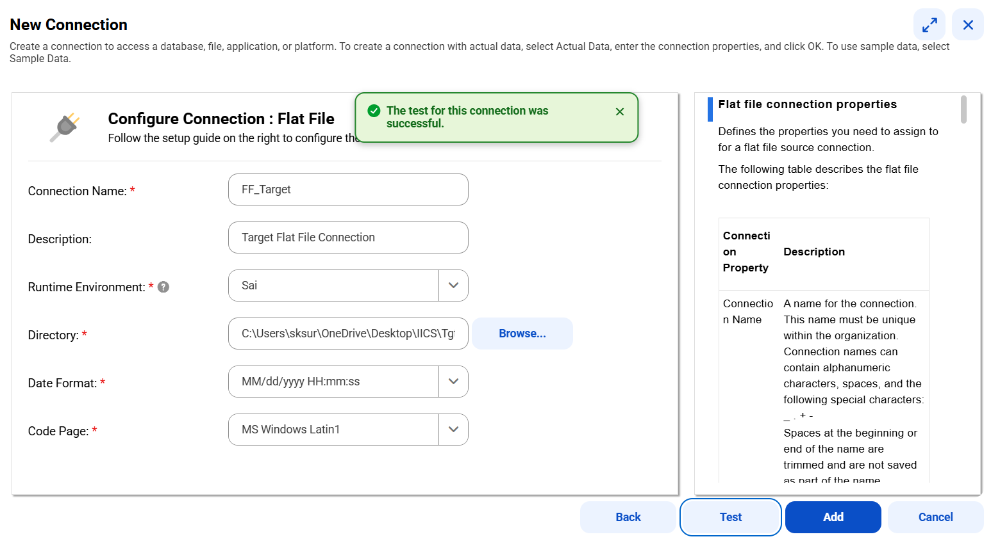 New Connection
Create a connection to access a database, file, application, or platform. To create a connection with actual data, select Actual Data, enter the connection properties, and click OK. To use sample data, select
Sample Data.
Configure Connection : Flat File
Follow the setup guide on the right to configure the
The test for this connection was
successful.
Connection Name: *
FF_Target
Description:
Target Flat File Connection
Runtime Environment: * ?
Sai
Directory: *
C:\Users\sksur\OneDrive\Desktop\IICS\Tgt
Browse...
Date Format: *
MM/dd/yyyy HH:mm:ss
Code Page: *
MS Windows Latin1
Flat file connection properties
Defines the properties you need to assign to
for a flat file source connection.
The following table describes the flat file
connection properties:
Connecti
on
Property
Description
Connectio
n Name
A name for the connection.
This name must be unique
within the organization.
Connection names can
contain alphanumeric
characters, spaces, and the
following special characters:
_ . + -
Spaces at the beginning or
end of the name are
trimmed and are not saved
as part of the name
Back
Test
Add
Cancel